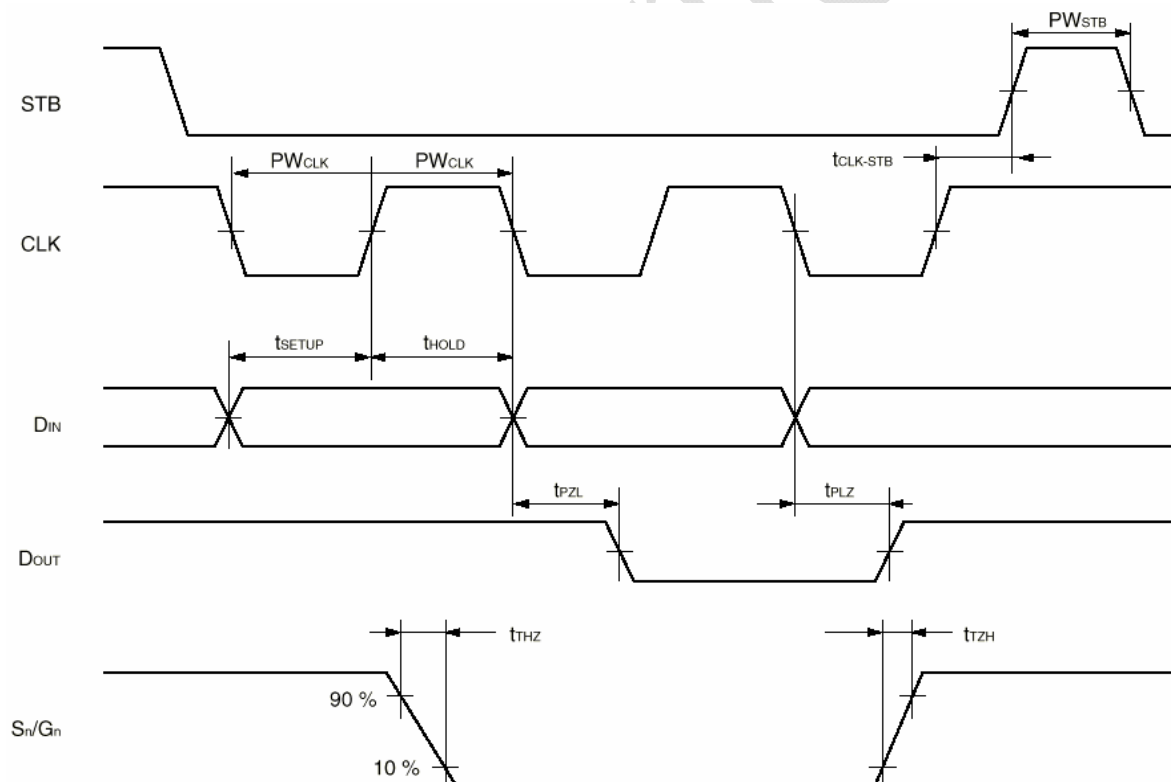 PWSTB
STB
tCLK-STB
PWCLK PWCLK
CLK
tSETUP tHOLD
DIN
tPZL tPLZ
DOUT
tTHZ tTZH
90 %
Sn/Gn
10 %